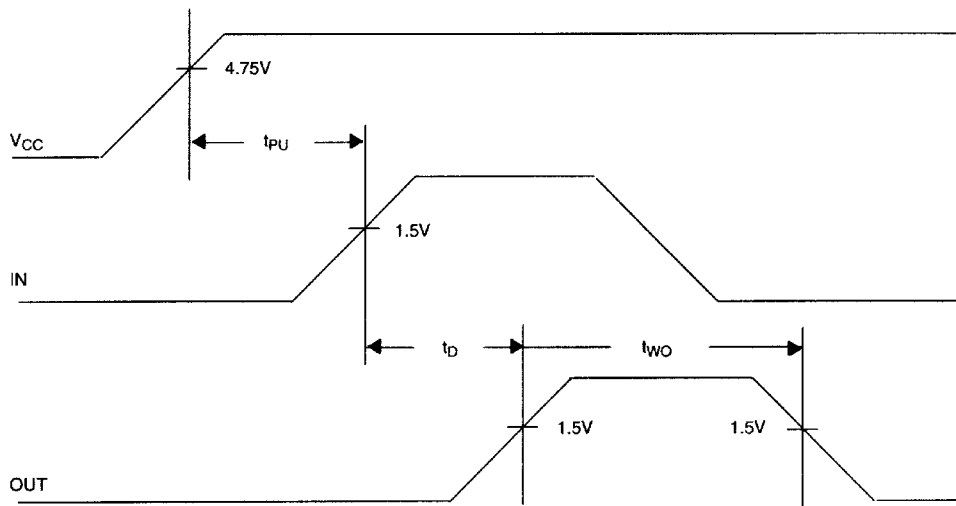 4.75V
V_CC
t_PU
1.5V
IN
t_D
t_WO
1.5V
1.5V
OUT